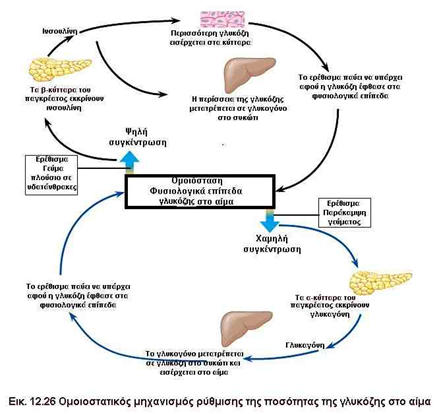 Ινσουλίνη
Περισσότερη γλυκόζη
εισέρχεται στα κύτταρα
Τα β-κύτταρα του
παγκρέατος εκκρίνουν
ινσουλίνη
Η περίσσεια της γλυκόζης
μετατρέπεται σε γλυκογόνο
στο συκώτι
Το ερέθισμα παύει να υπάρχει
αφού η γλυκόζη έφθασε στα
φυσιολογικά επίπεδα
Ψηλή
συγκέντρωση
Ερέθισμα
Γεύμα
πλούσιο σε
υδατάνθρακες
Ομοιόσταση
Φυσιολογικά επίπεδα
γλυκόζης στο αίμα
Ερέθισμα
Παράκαμψη
γεύματος
Χαμηλή
συγκέντρωση
Το ερέθισμα παύει να υπάρχει
αφού η γλυκόζη έφθασε στα
φυσιολογικά επίπεδα
Τα α-κύτταρα του
παγκρέατος εκκρίνουν
γλυκαγόνη
Γλυκαγόνη
Το γλυκογόνο μετατρέπεται
σε γλυκόζη στο συκώτι και
εισέρχεται στο αίμα
Εικ. 12.26 Ομοιοστατικός μηχανισμός ρύθμισης της ποσότητας της γλυκόζης στο αίμα